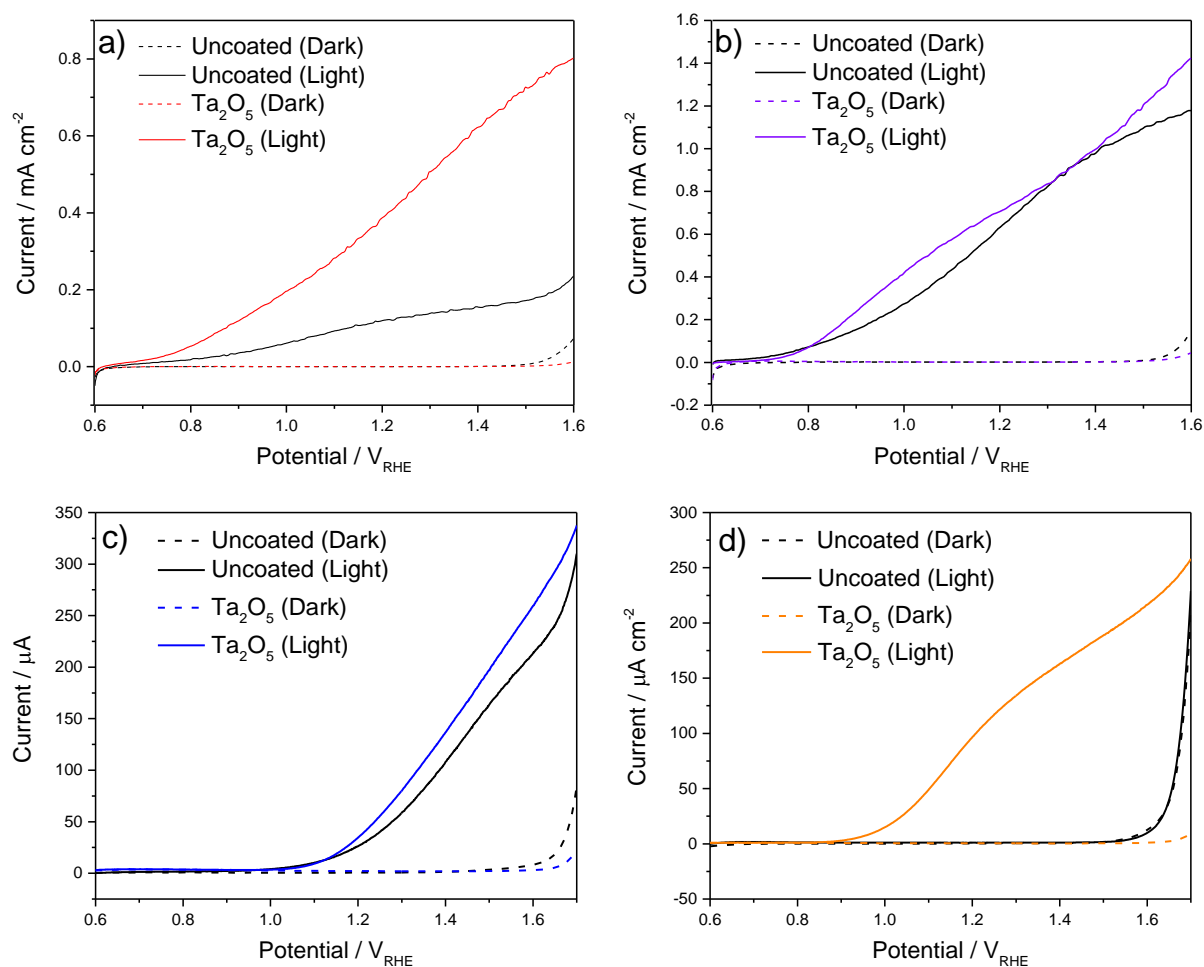 a)
Uncoated (Dark)
Uncoated (Light)
Ta₂O₅ (Dark)
Ta₂O₅ (Light)
0.8
0.6
0.4
0.2
0.0
Current / mA cm⁻²
0.6 0.8 1.0 1.2 1.4 1.6
Potential / V_RHE
b)
Uncoated (Dark)
Uncoated (Light)
Ta₂O₅ (Dark)
Ta₂O₅ (Light)
1.6
1.4
1.2
1.0
0.8
0.6
0.4
0.2
0.0
-0.2
Current / mA cm⁻²
0.6 0.8 1.0 1.2 1.4 1.6
Potential / V_RHE
c)
Uncoated (Dark)
Uncoated (Light)
Ta₂O₅ (Dark)
Ta₂O₅ (Light)
350
300
250
200
150
100
50
0
Current / μA
0.6 0.8 1.0 1.2 1.4 1.6
Potential / V_RHE
d)
Uncoated (Dark)
Uncoated (Light)
Ta₂O₅ (Dark)
Ta₂O₅ (Light)
300
250
200
150
100
50
0
-50
Current / μA cm⁻²
0.6 0.8 1.0 1.2 1.4 1.6
Potential / V_RHE